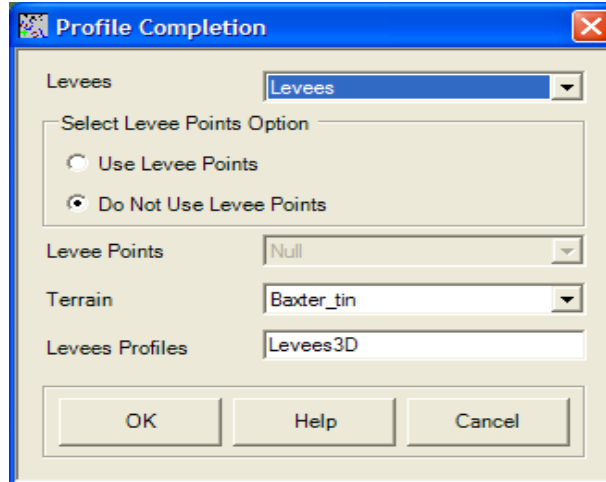 Profile Completion
Levees Levees
Select Levee Points Option
Use Levee Points
Do Not Use Levee Points
Levee Points Null
Terrain Baxter_tin
Levees Profiles Levees3D
OK Help Cancel